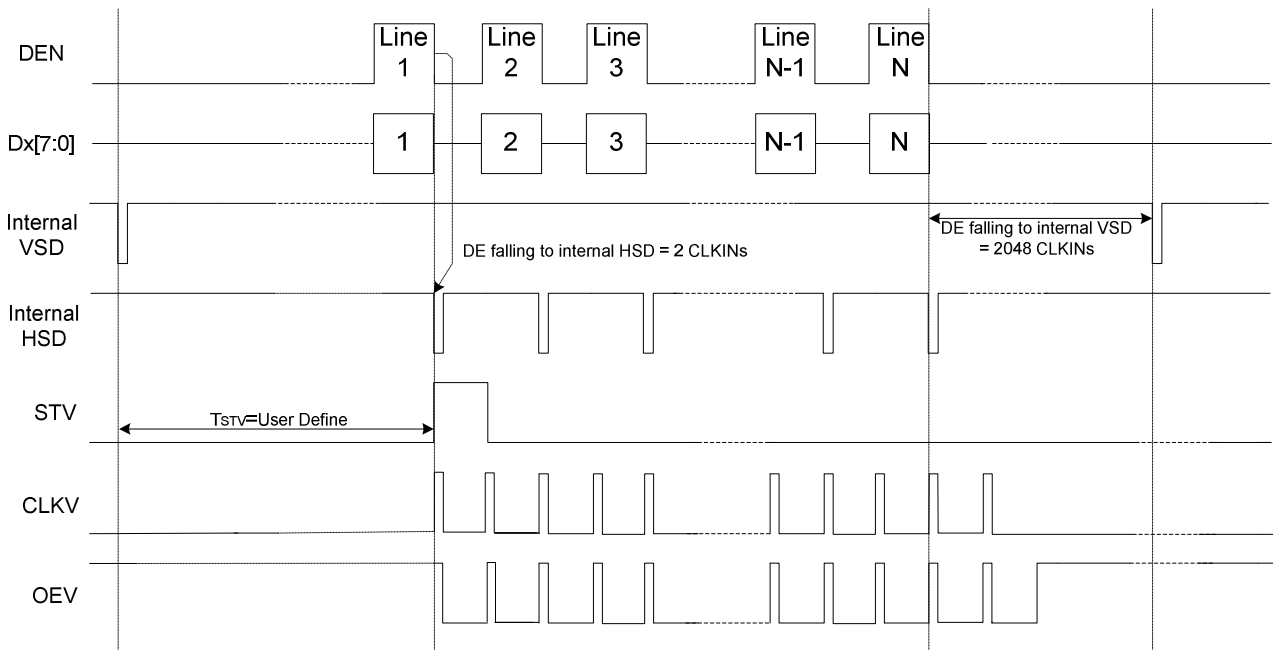 DEN
Line
1
Line
2
Line
3
Line
N-1
Line
N
Dx[7:0]
1
2
3
N-1
N
Internal
VSD
DE falling to internal VSD
= 2048 CLKINs
DE falling to internal HSD = 2 CLKINs
Internal
HSD
STV
TSTV=User Define
CLKV
OEV